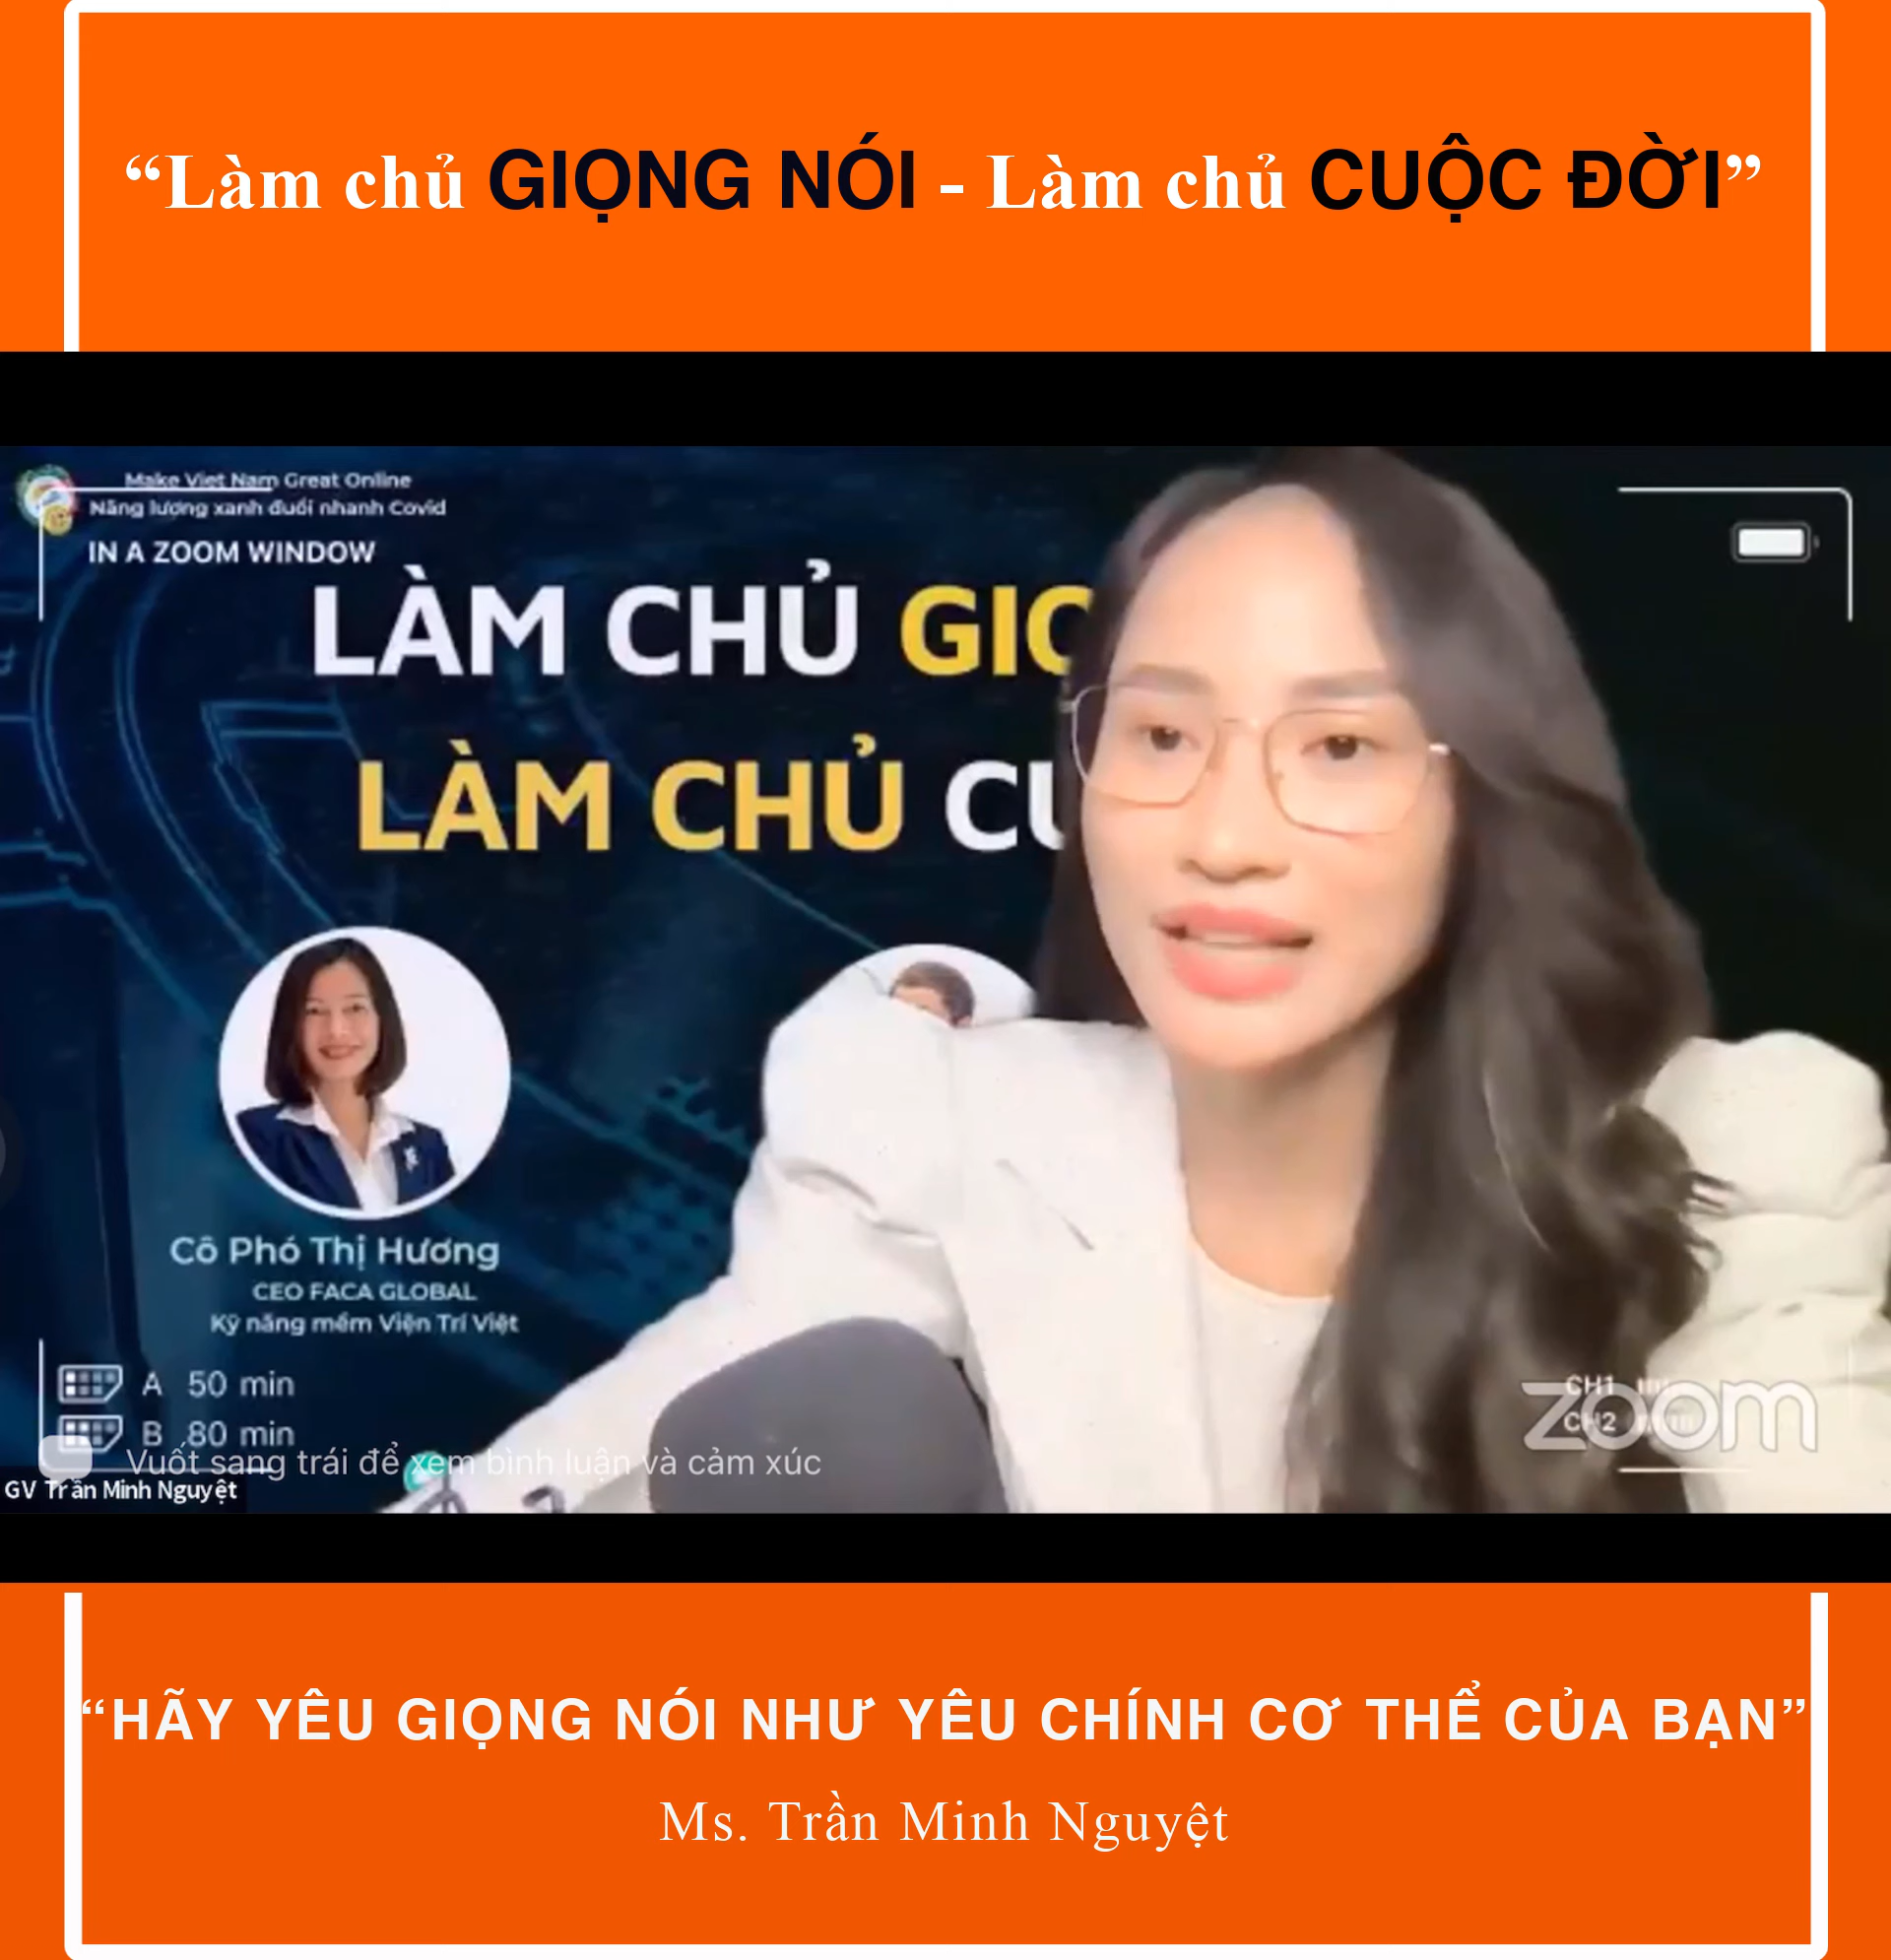 “Làm chủ GIỌNG NÓI - Làm chủ CUỘC ĐỜI”
Make Viet Nam Great Online
Năng lượng xanh đuổi nhanh Covid
IN A ZOOM WINDOW
LÀM CHỦ GIO
LÀM CHỦ CU
Cô Phó Thị Hương
CEO FACA GLOBAL
Kỹ năng mềm Viện Trí Việt
A 50 min
B 80 min
CH1
CH2
zoom
Vuốt sang trái để xem bình luận và cảm xúc
GV Trần Minh Nguyệt
“HÃY YÊU GIỌNG NÓI NHƯ YÊU CHÍNH CƠ THỂ CỦA BẠN”
Ms. Trần Minh Nguyệt